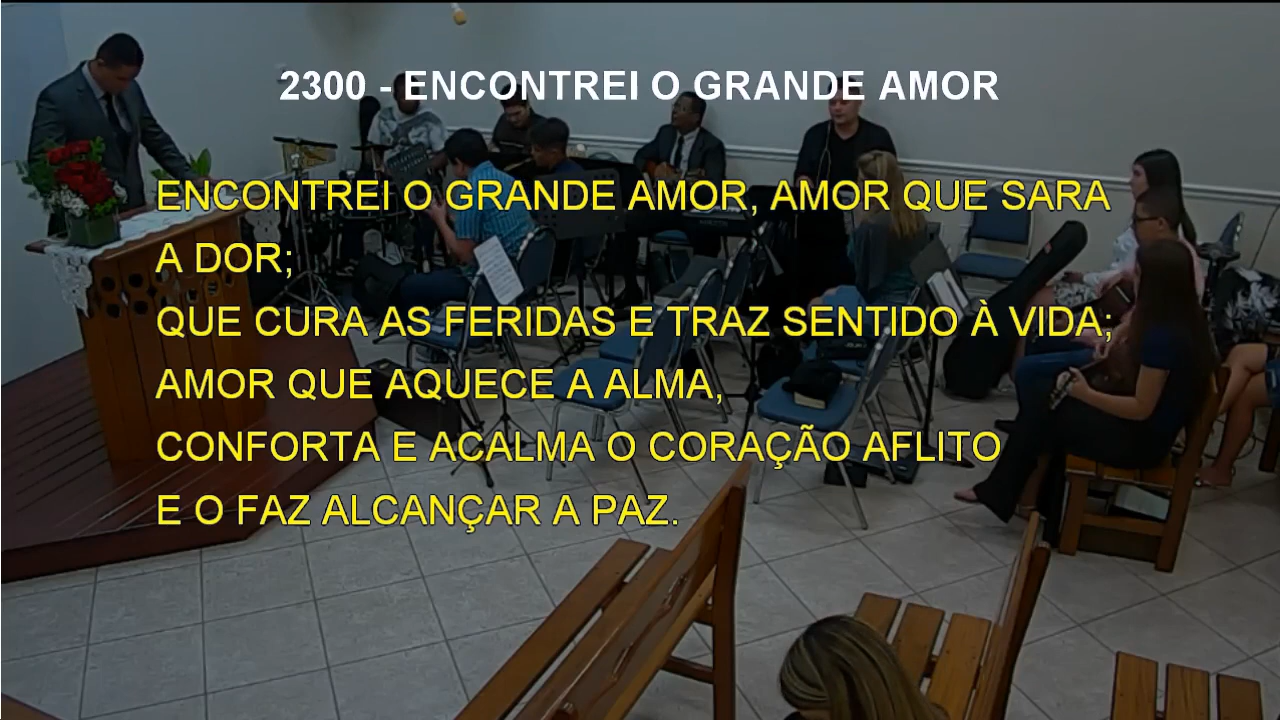 2300 - ENCONTREI O GRANDE AMOR
ENCONTREI O GRANDE AMOR, AMOR QUE SARA
A DOR;
QUE CURA AS FERIDAS E TRAZ SENTIDO À VIDA;
AMOR QUE AQUECE A ALMA,
CONFORTA E ACALMA O CORAÇÃO AFLITO
E O FAZ ALCANÇAR A PAZ.